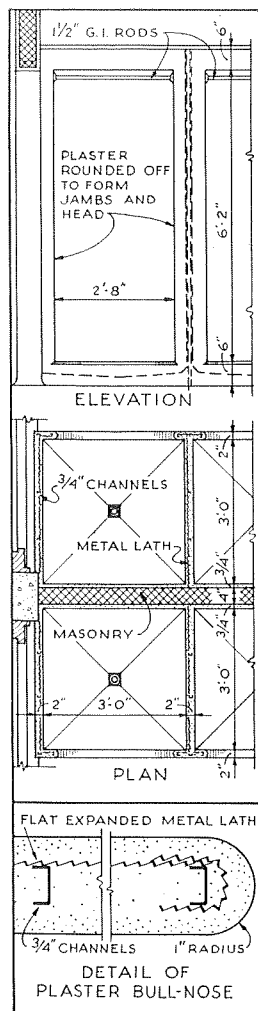 1½" G.I. RODS
6"
PLASTER
ROUNDED OFF
TO FORM
JAMBS AND
HEAD
6'-2"
2'-8"
6"
ELEVATION
2"
¾" CHANNELS
3'-0"
METAL LATH
¾"
4"
MASONRY
¾"
3'-0"
2" 3'-0" 2"
2"
PLAN
FLAT EXPANDED METAL LATH
¾" CHANNELS 1" RADIUS
DETAIL OF
PLASTER BULL-NOSE